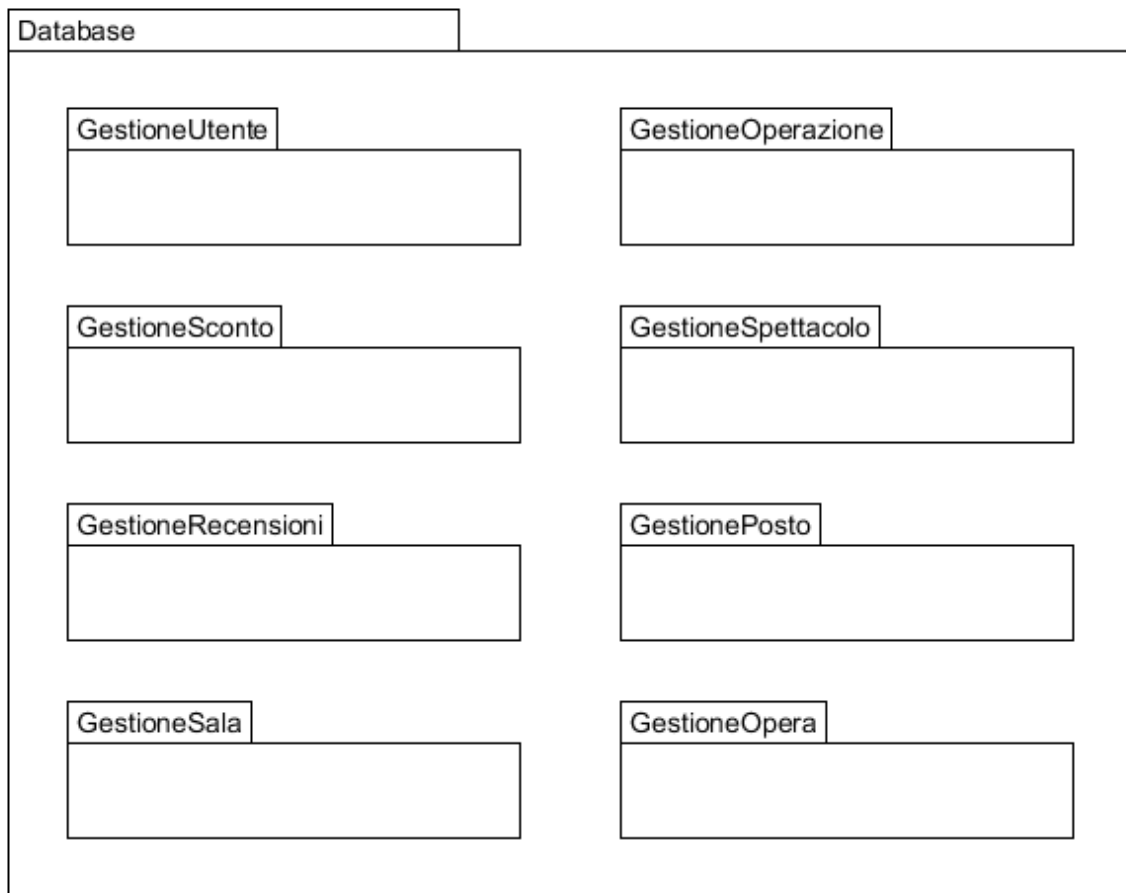 Database
GestioneUtente
GestioneOperazione
GestioneSconto
GestioneSpettacolo
GestioneRecensioni
GestionePosto
GestioneSala
GestioneOpera